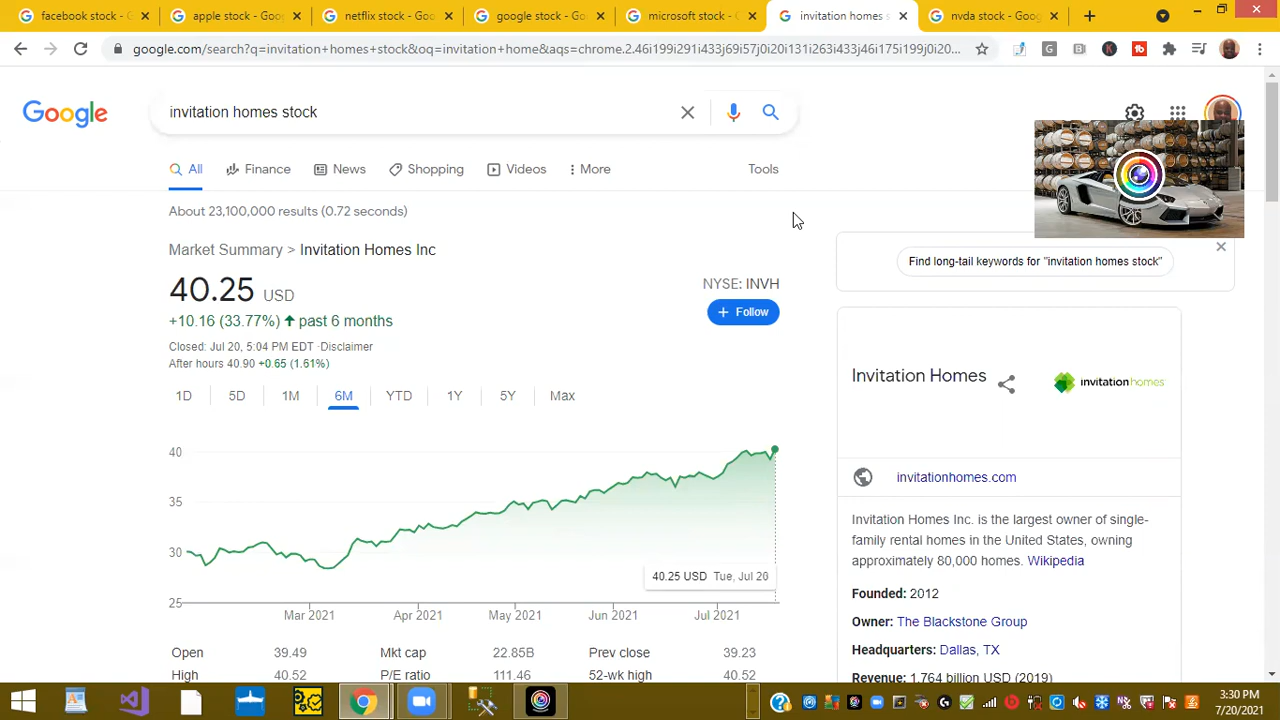 facebook stock - Goo
apple stock - Goo
netflix stock - Goo
google stock - Goo
microsoft stock - G
invitation homes s
nvda stock - Goog
google.com/search?q=invitation+homes+stock&oq=invitation+home&aqs=chrome.2.46i199i291i433j69i57j0i20i131i263i433j46i175i199j0i20...
Google
invitation homes stock
All
Finance
News
Shopping
Videos
More
Tools
About 23,100,000 results (0.72 seconds)
Find long-tail keywords for "invitation homes stock"
Market Summary > Invitation Homes Inc
40.25 USD
NYSE: INVH
+10.16 (33.77%) past 6 months
+ Follow
Closed: Jul 20, 5:04 PM EDT ·Disclaimer
After hours 40.90 +0.65 (1.61%)
1D 5D 1M 6M YTD 1Y 5Y Max
40
35
30
25
40.25 USD Tue, Jul 20
Mar 2021 Apr 2021 May 2021 Jun 2021 Jul 2021
Open 39.49 Mkt cap 22.85B Prev close 39.23
High 40.52 P/E ratio 111.46 52-wk high 40.52
Invitation Homes
invitationhomes
invitationhomes.com
Invitation Homes Inc. is the largest owner of single-
family rental homes in the United States, owning
approximately 80,000 homes. Wikipedia
Founded: 2012
Owner: The Blackstone Group
Headquarters: Dallas, TX
Revenue: 1.764 billion USD (2019)
3:30 PM
7/20/2021